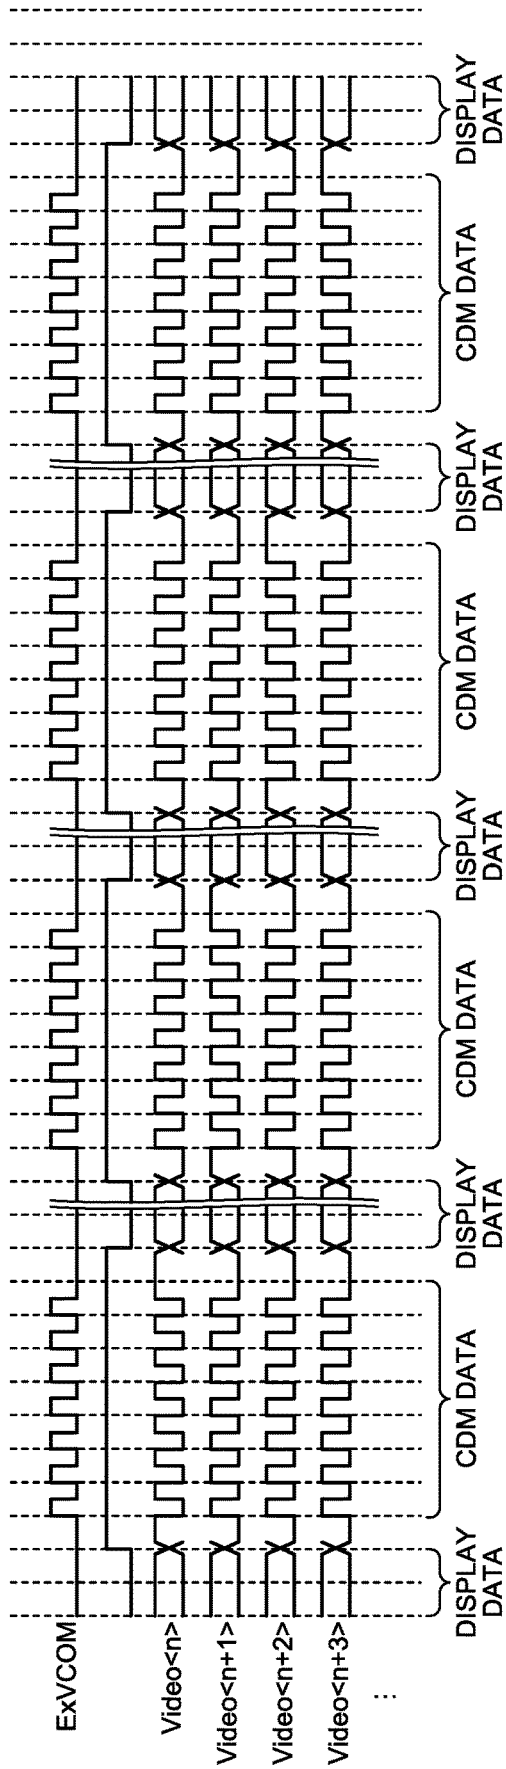 ExVCOM
Video<n>
Video<n+1>
Video<n+2>
Video<n+3>
...
DISPLAY
DATA
CDM DATA
DISPLAY
DATA
CDM DATA
DISPLAY
DATA
CDM DATA
DISPLAY
DATA
CDM DATA
DISPLAY
DATA